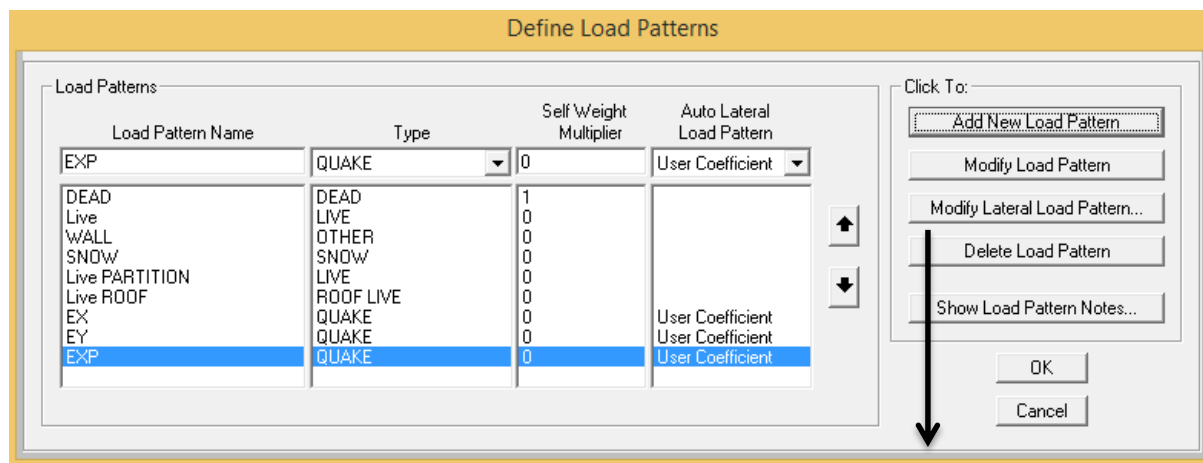 Define Load Patterns
Load Patterns
Click To:
Load Pattern Name Type Self Weight Multiplier Auto Lateral Load Pattern
EXP QUAKE 0 User Coefficient
DEAD DEAD 1
Live LIVE 0
WALL OTHER 0
SNOW SNOW 0
Live PARTITION LIVE 0
Live ROOF ROOF LIVE 0
EX QUAKE 0 User Coefficient
EY QUAKE 0 User Coefficient
EXP QUAKE 0 User Coefficient
Add New Load Pattern
Modify Load Pattern
Modify Lateral Load Pattern...
Delete Load Pattern
Show Load Pattern Notes...
OK
Cancel